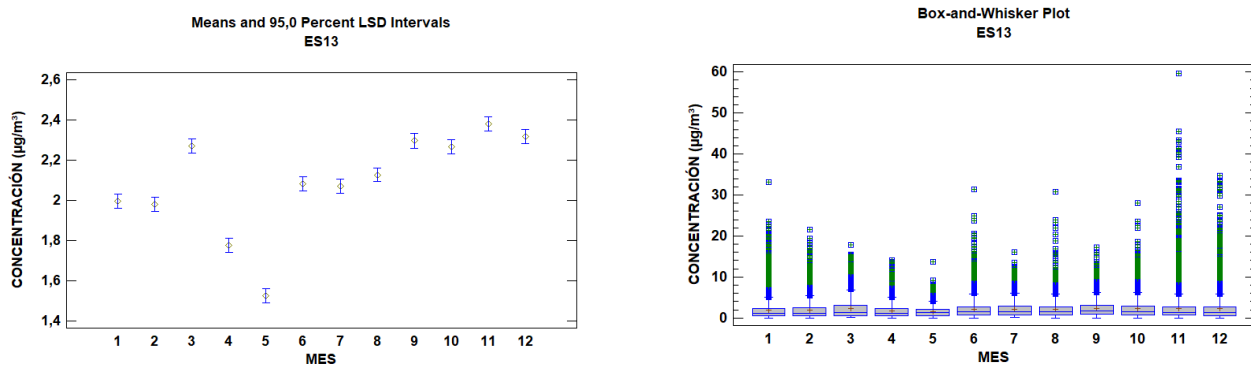 Means and 95,0 Percent LSD Intervals
ES13
CONCENTRACIÓN (µg/m³)
2,6
2,4
2,2
2
1,8
1,6
1,4
1 2 3 4 5 6 7 8 9 10 11 12
MES
Box-and-Whisker Plot
ES13
CONCENTRACIÓN (µg/m³)
60
50
40
30
20
10
0
1 2 3 4 5 6 7 8 9 10 11 12
MES